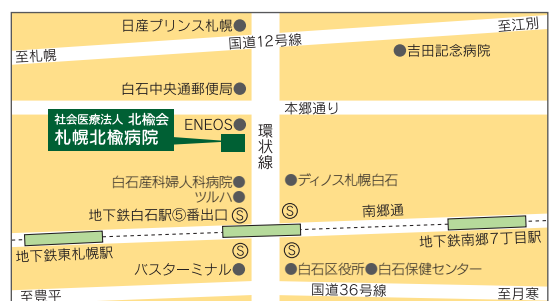 日産プリンス札幌
至江別
国道12号線
至札幌
吉田記念病院
白石中央通郵便局
本郷通り
社会医療法人 北楡会
札幌北楡病院
ENEOS
環状線
白石産科婦人科病院
ディノス札幌白石
ツルハ
地下鉄白石駅⑤番出口
Ⓢ
Ⓢ
南郷通
地下鉄東札幌駅
Ⓢ
Ⓢ
地下鉄南郷7丁目駅
バスターミナル
白石区役所
白石保健センター
至豊平
国道36号線
至月寒